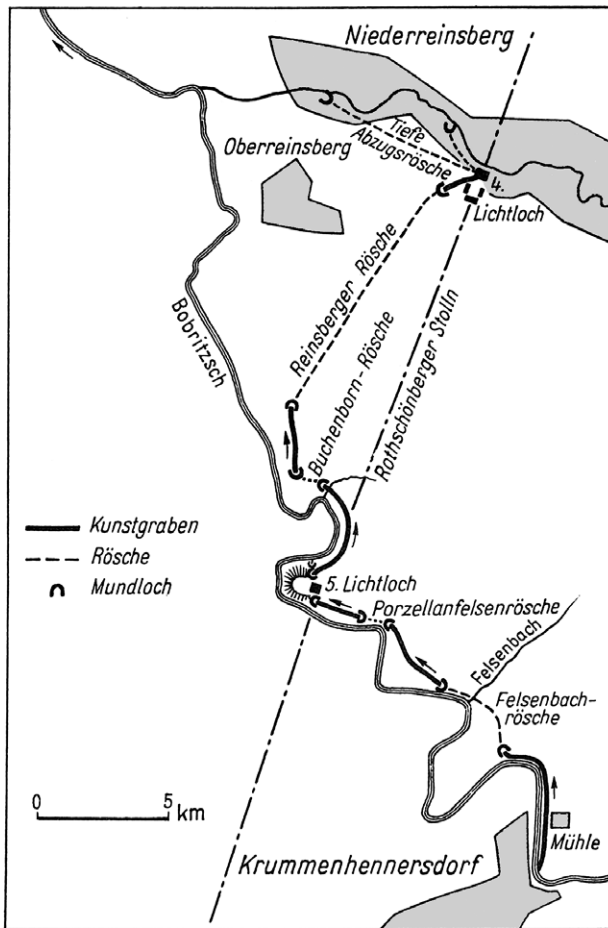 Niederreinsberg
Oberreinsberg
Tiefe
Abzugsrösche
4.
Lichtloch
Reinsberger Rösche
Bobritzsch
Buchenborn-Rösche
Rothschönberger Stolln
Kunstgraben
Rösche
Mundloch
5. Lichtloch
Porzellanfelsenrösche
Felsenbach
Felsenbach-
rösche
0 5
km
Mühle
Krummenhennersdorf